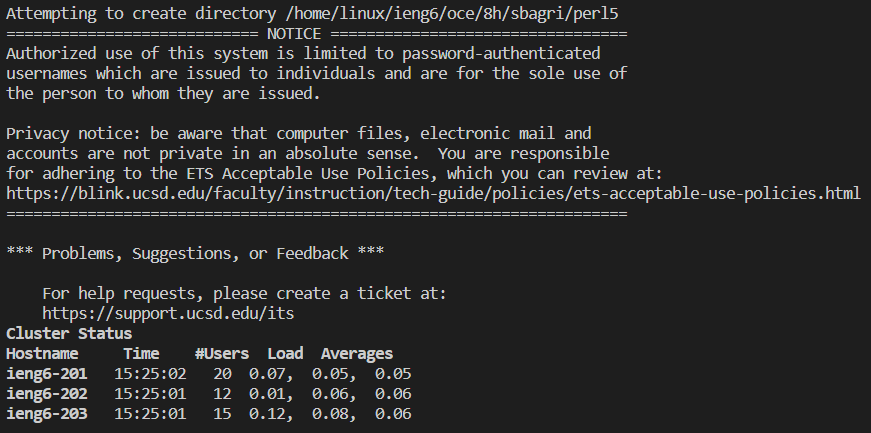 Attempting to create directory /home/linux/ieng6/oce/8h/sbagri/perl5
============================ NOTICE =================================
Authorized use of this system is limited to password-authenticated
usernames which are issued to individuals and are for the sole use of
the person to whom they are issued.

Privacy notice: be aware that computer files, electronic mail and
accounts are not private in an absolute sense.  You are responsible
for adhering to the ETS Acceptable Use Policies, which you can review at:
https://blink.ucsd.edu/faculty/instruction/tech-guide/policies/ets-acceptable-use-policies.html
=====================================================================

*** Problems, Suggestions, or Feedback ***

    For help requests, please create a ticket at:
    https://support.ucsd.edu/its
Cluster Status
Hostname     Time    #Users  Load  Averages
ieng6-201   15:25:02   20  0.07,  0.05,  0.05
ieng6-202   15:25:01   12  0.01,  0.06,  0.06
ieng6-203   15:25:01   15  0.12,  0.08,  0.06